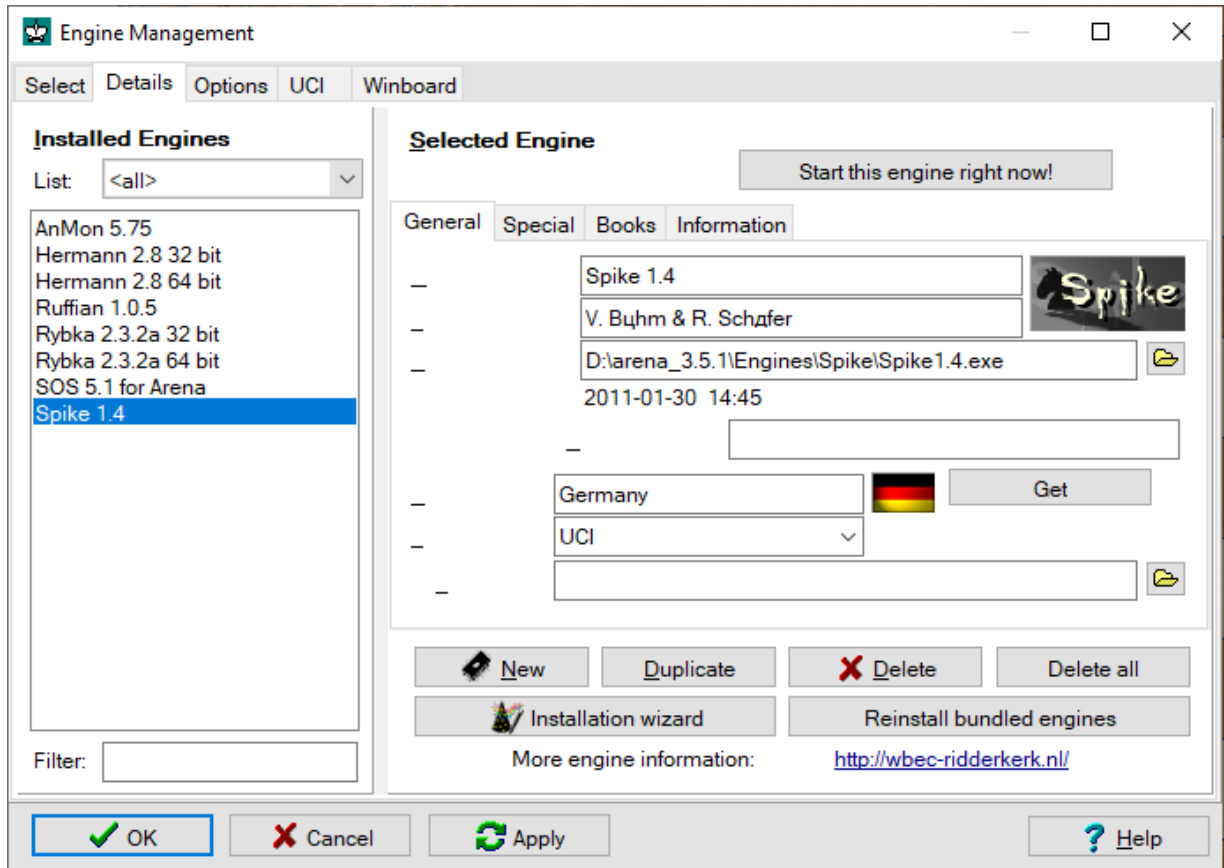 Engine Management
Select Details Options UCI Winboard
Installed Engines
List: <all>
AnMon 5.75
Hermann 2.8 32 bit
Hermann 2.8 64 bit
Ruffian 1.0.5
Rybka 2.3.2a 32 bit
Rybka 2.3.2a 64 bit
SOS 5.1 for Arena
Spike 1.4
Filter:
Selected Engine
Start this engine right now!
General Special Books Information
Spike 1.4
Spike
V. Bцhm & R. Schдfer
D:\arena_3.5.1\Engines\Spike\Spike1.4.exe
2011-01-30 14:45
Germany
Get
UCI
New Duplicate Delete Delete all
Installation wizard Reinstall bundled engines
More engine information: http://wbec-ridderkerk.nl/
OK Cancel Apply Help